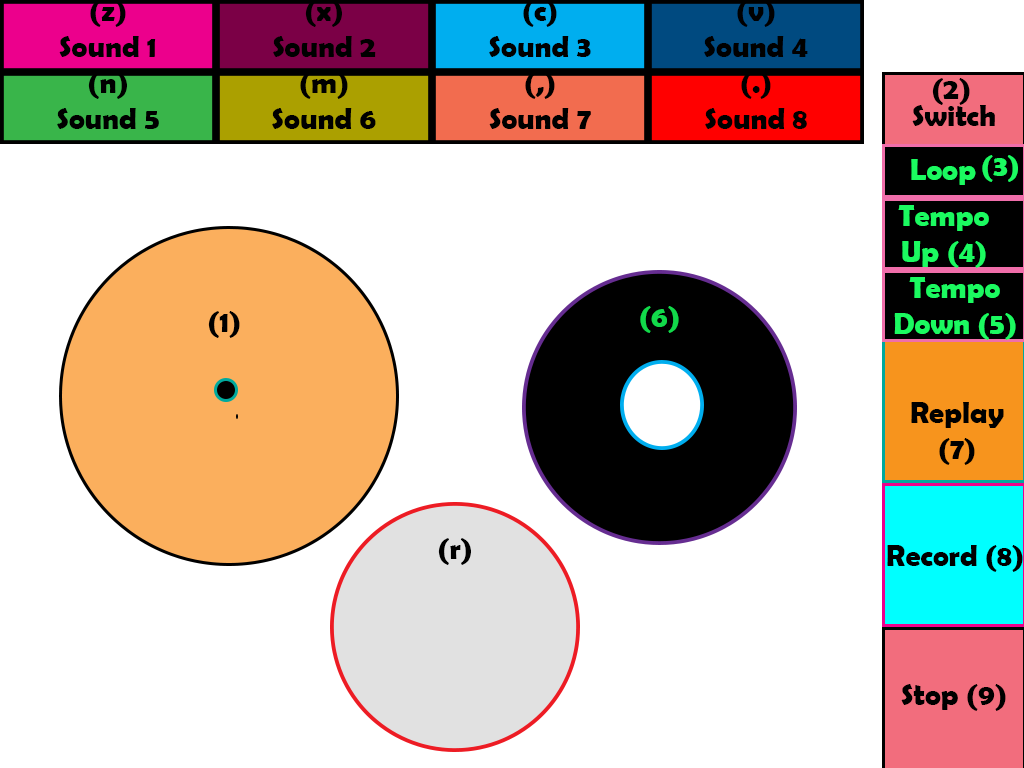 (z)
Sound 1
(x)
Sound 2
(c)
Sound 3
(v)
Sound 4
(n)
Sound 5
(m)
Sound 6
(,)
Sound 7
(.)
Sound 8
(2)
Switch
Loop (3)
Tempo
Up (4)
Tempo
Down (5)
(1)
(6)
Replay
(7)
(r)
Record (8)
Stop (9)